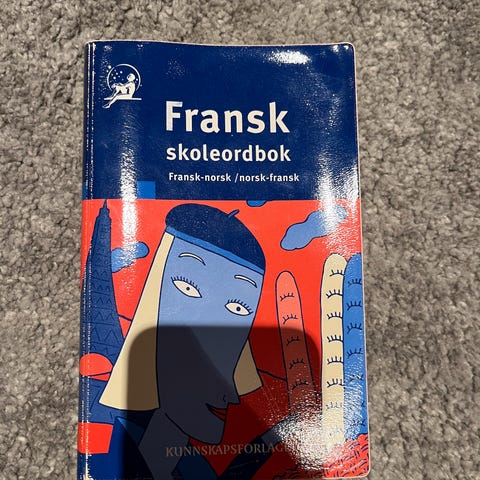 Fransk
skoleordbok
Fransk-norsk / norsk-fransk
KUNNSKAPSFORLAGET